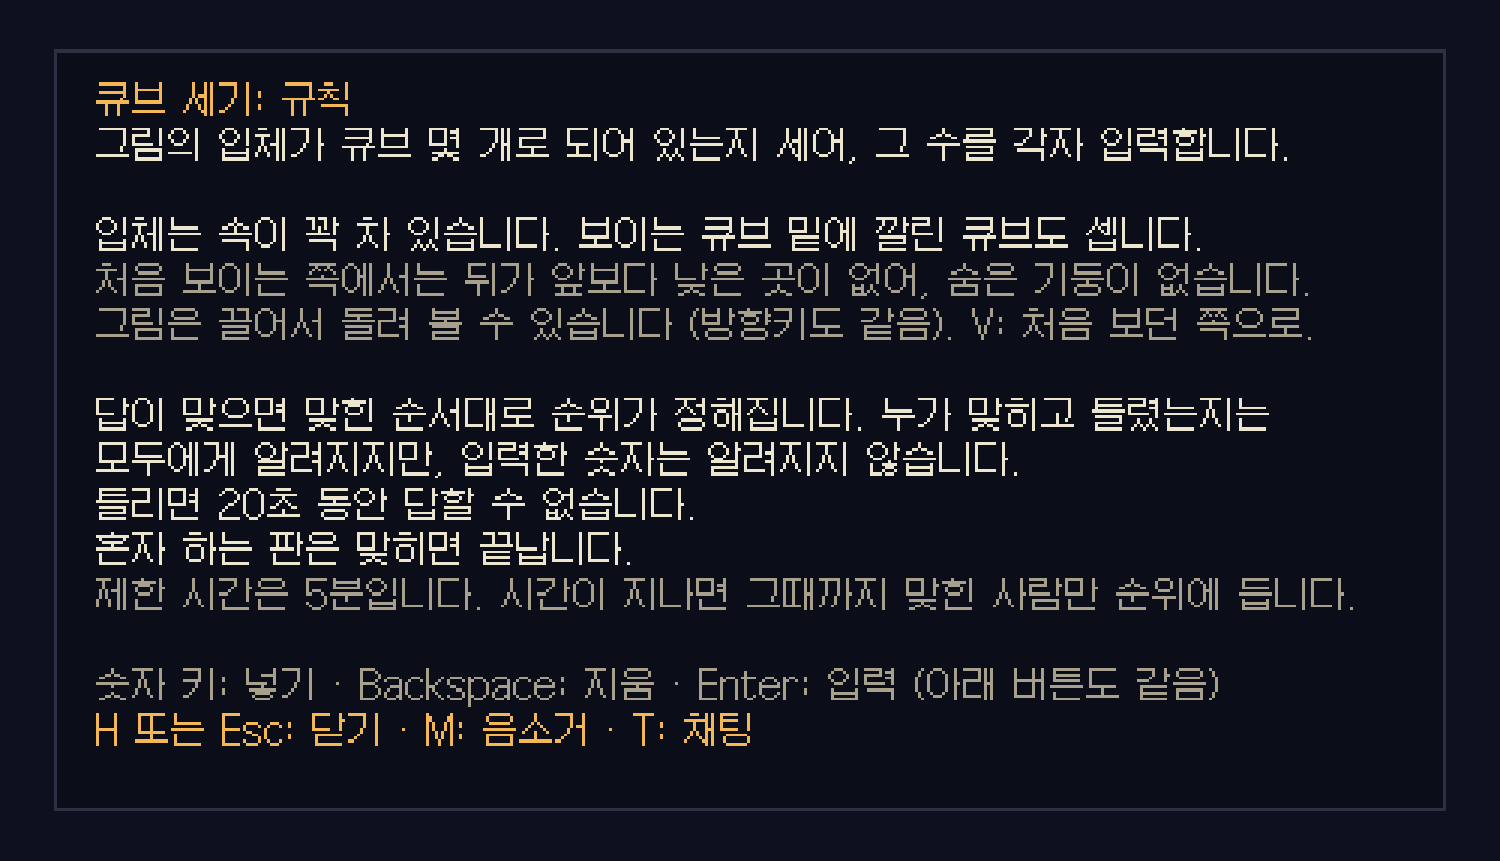 큐브 세기: 규칙
그림의 입체가 큐브 몇 개로 되어 있는지 세어, 그 수를 각자 입력합니다.
입체는 속이 꽉 차 있습니다. 보이는 큐브 밑에 깔린 큐브도 셉니다.
처음 보이는 쪽에서는 뒤가 앞보다 낮은 곳이 없어, 숨은 기둥이 없습니다.
그림은 끌어서 돌려 볼 수 있습니다 (방향키도 같음). V: 처음 보던 쪽으로.
답이 맞으면 맞힌 순서대로 순위가 정해집니다. 누가 맞히고 틀렸는지는
모두에게 알려지지만, 입력한 숫자는 알려지지 않습니다.
틀리면 20초 동안 답할 수 없습니다.
혼자 하는 판은 맞히면 끝납니다.
제한 시간은 5분입니다. 시간이 지나면 그때까지 맞힌 사람만 순위에 듭니다.
숫자 키: 넣기 · Backspace: 지움 · Enter: 입력 (아래 버튼도 같음)
H 또는 Esc: 닫기 · M: 음소거 · T: 채팅